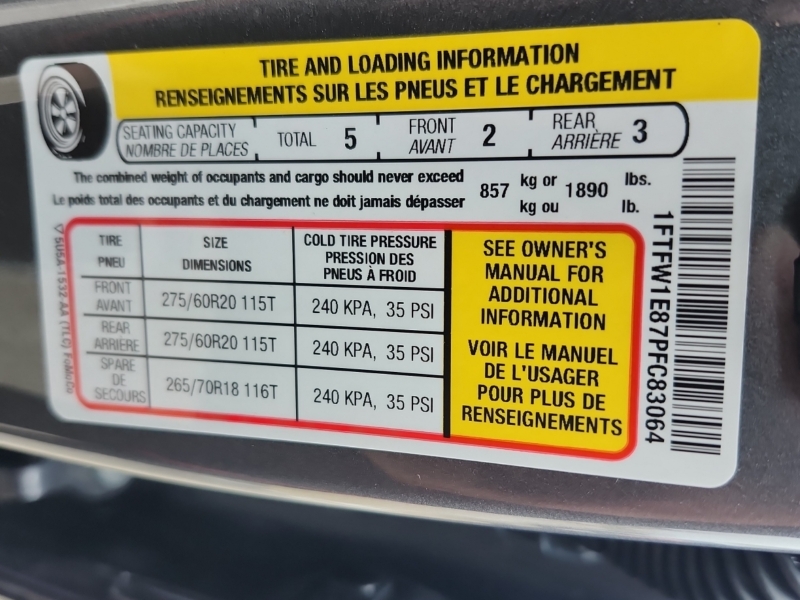 TIRE AND LOADING INFORMATION
RENSEIGNEMENTS SUR LES PNEUS ET LE CHARGEMENT
SEATING CAPACITY
NOMBRE DE PLACES
TOTAL 5
FRONT
AVANT
2
REAR
ARRIÈRE
3
The combined weight of occupants and cargo should never exceed
Le poids total des occupants et du chargement ne doit jamais dépasser
857 kg or 1890 lbs.
kg ou lb.
TIRE
PNEU
SIZE
DIMENSIONS
COLD TIRE PRESSURE
PRESSION DES
PNEUS À FROID
FRONT
AVANT
275/60R20 115T
240 KPA, 35 PSI
REAR
ARRIÈRE
275/60R20 115T
240 KPA, 35 PSI
SPARE
DE
SECOURS
265/70R18 116T
240 KPA, 35 PSI
SEE OWNER'S
MANUAL FOR
ADDITIONAL
INFORMATION
VOIR LE MANUEL
DE L'USAGER
POUR PLUS DE
RENSEIGNEMENTS
1FTFW1E87PFC83064